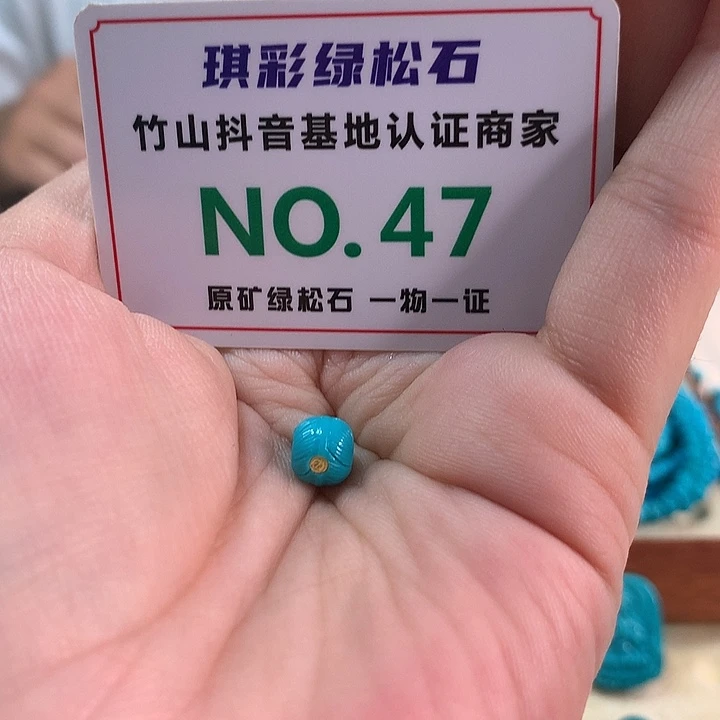 琪彩绿松石
竹山抖音基地认证商家
NO.47
原矿绿松石 一物一证